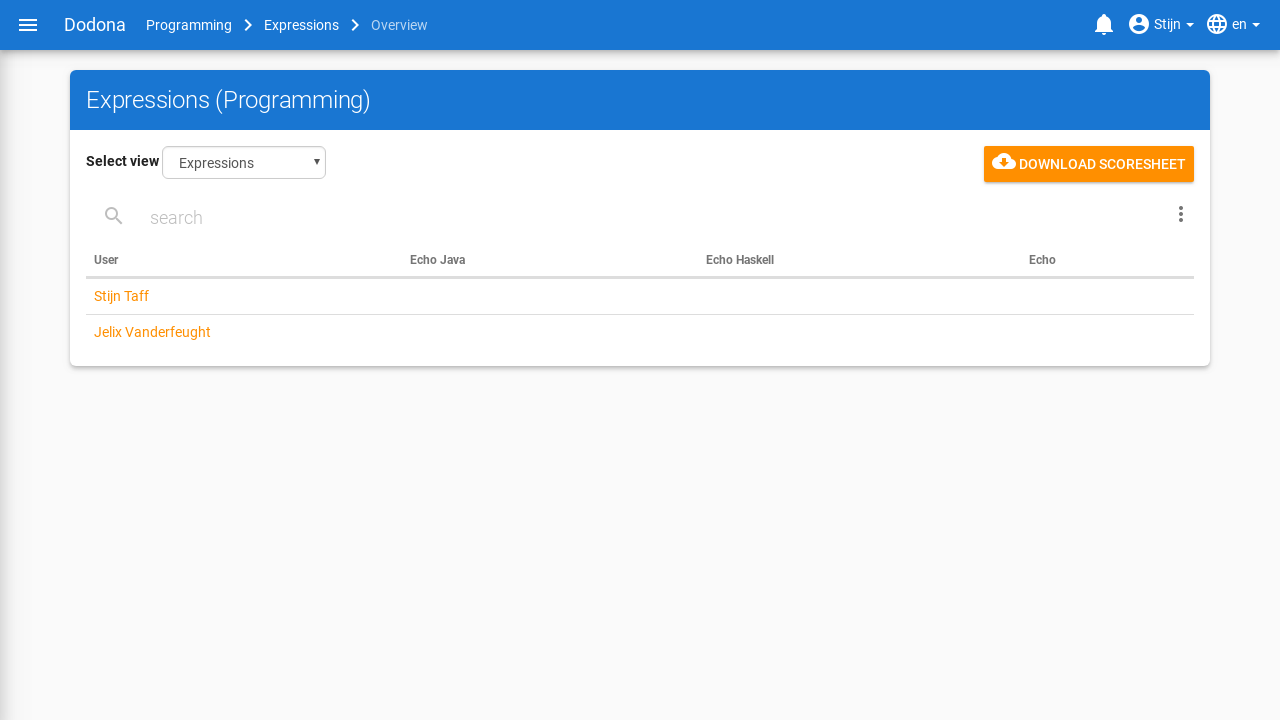 Dodona Programming Expressions Overview Stijn en
Expressions (Programming)
Select view Expressions DOWNLOAD SCORESHEET
search
User Echo Java Echo Haskell Echo
Stijn Taff
Jelix Vanderfeught